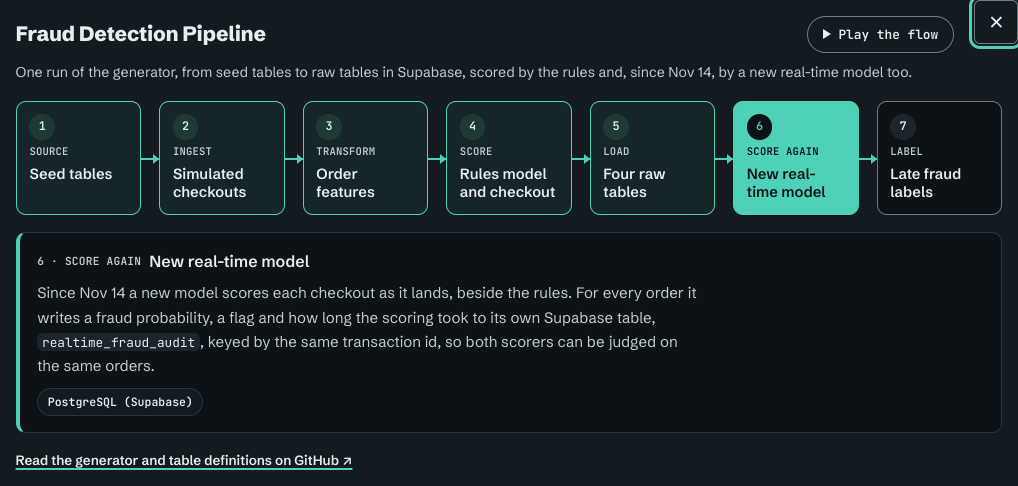 Fraud Detection Pipeline
▶ Play the flow
✕
One run of the generator, from seed tables to raw tables in Supabase, scored by the rules and, since Nov 14, by a new real-time model too.
1
SOURCE
Seed tables
2
INGEST
Simulated
checkouts
3
TRANSFORM
Order
features
4
SCORE
Rules model
and checkout
5
LOAD
Four raw
tables
6
SCORE AGAIN
New real-
time model
7
LABEL
Late fraud
labels
6 · SCORE AGAIN New real-time model
Since Nov 14 a new model scores each checkout as it lands, beside the rules. For every order it
writes a fraud probability, a flag and how long the scoring took to its own Supabase table,
realtime_fraud_audit, keyed by the same transaction id, so both scorers can be judged on
the same orders.
PostgreSQL (Supabase)
Read the generator and table definitions on GitHub ↗